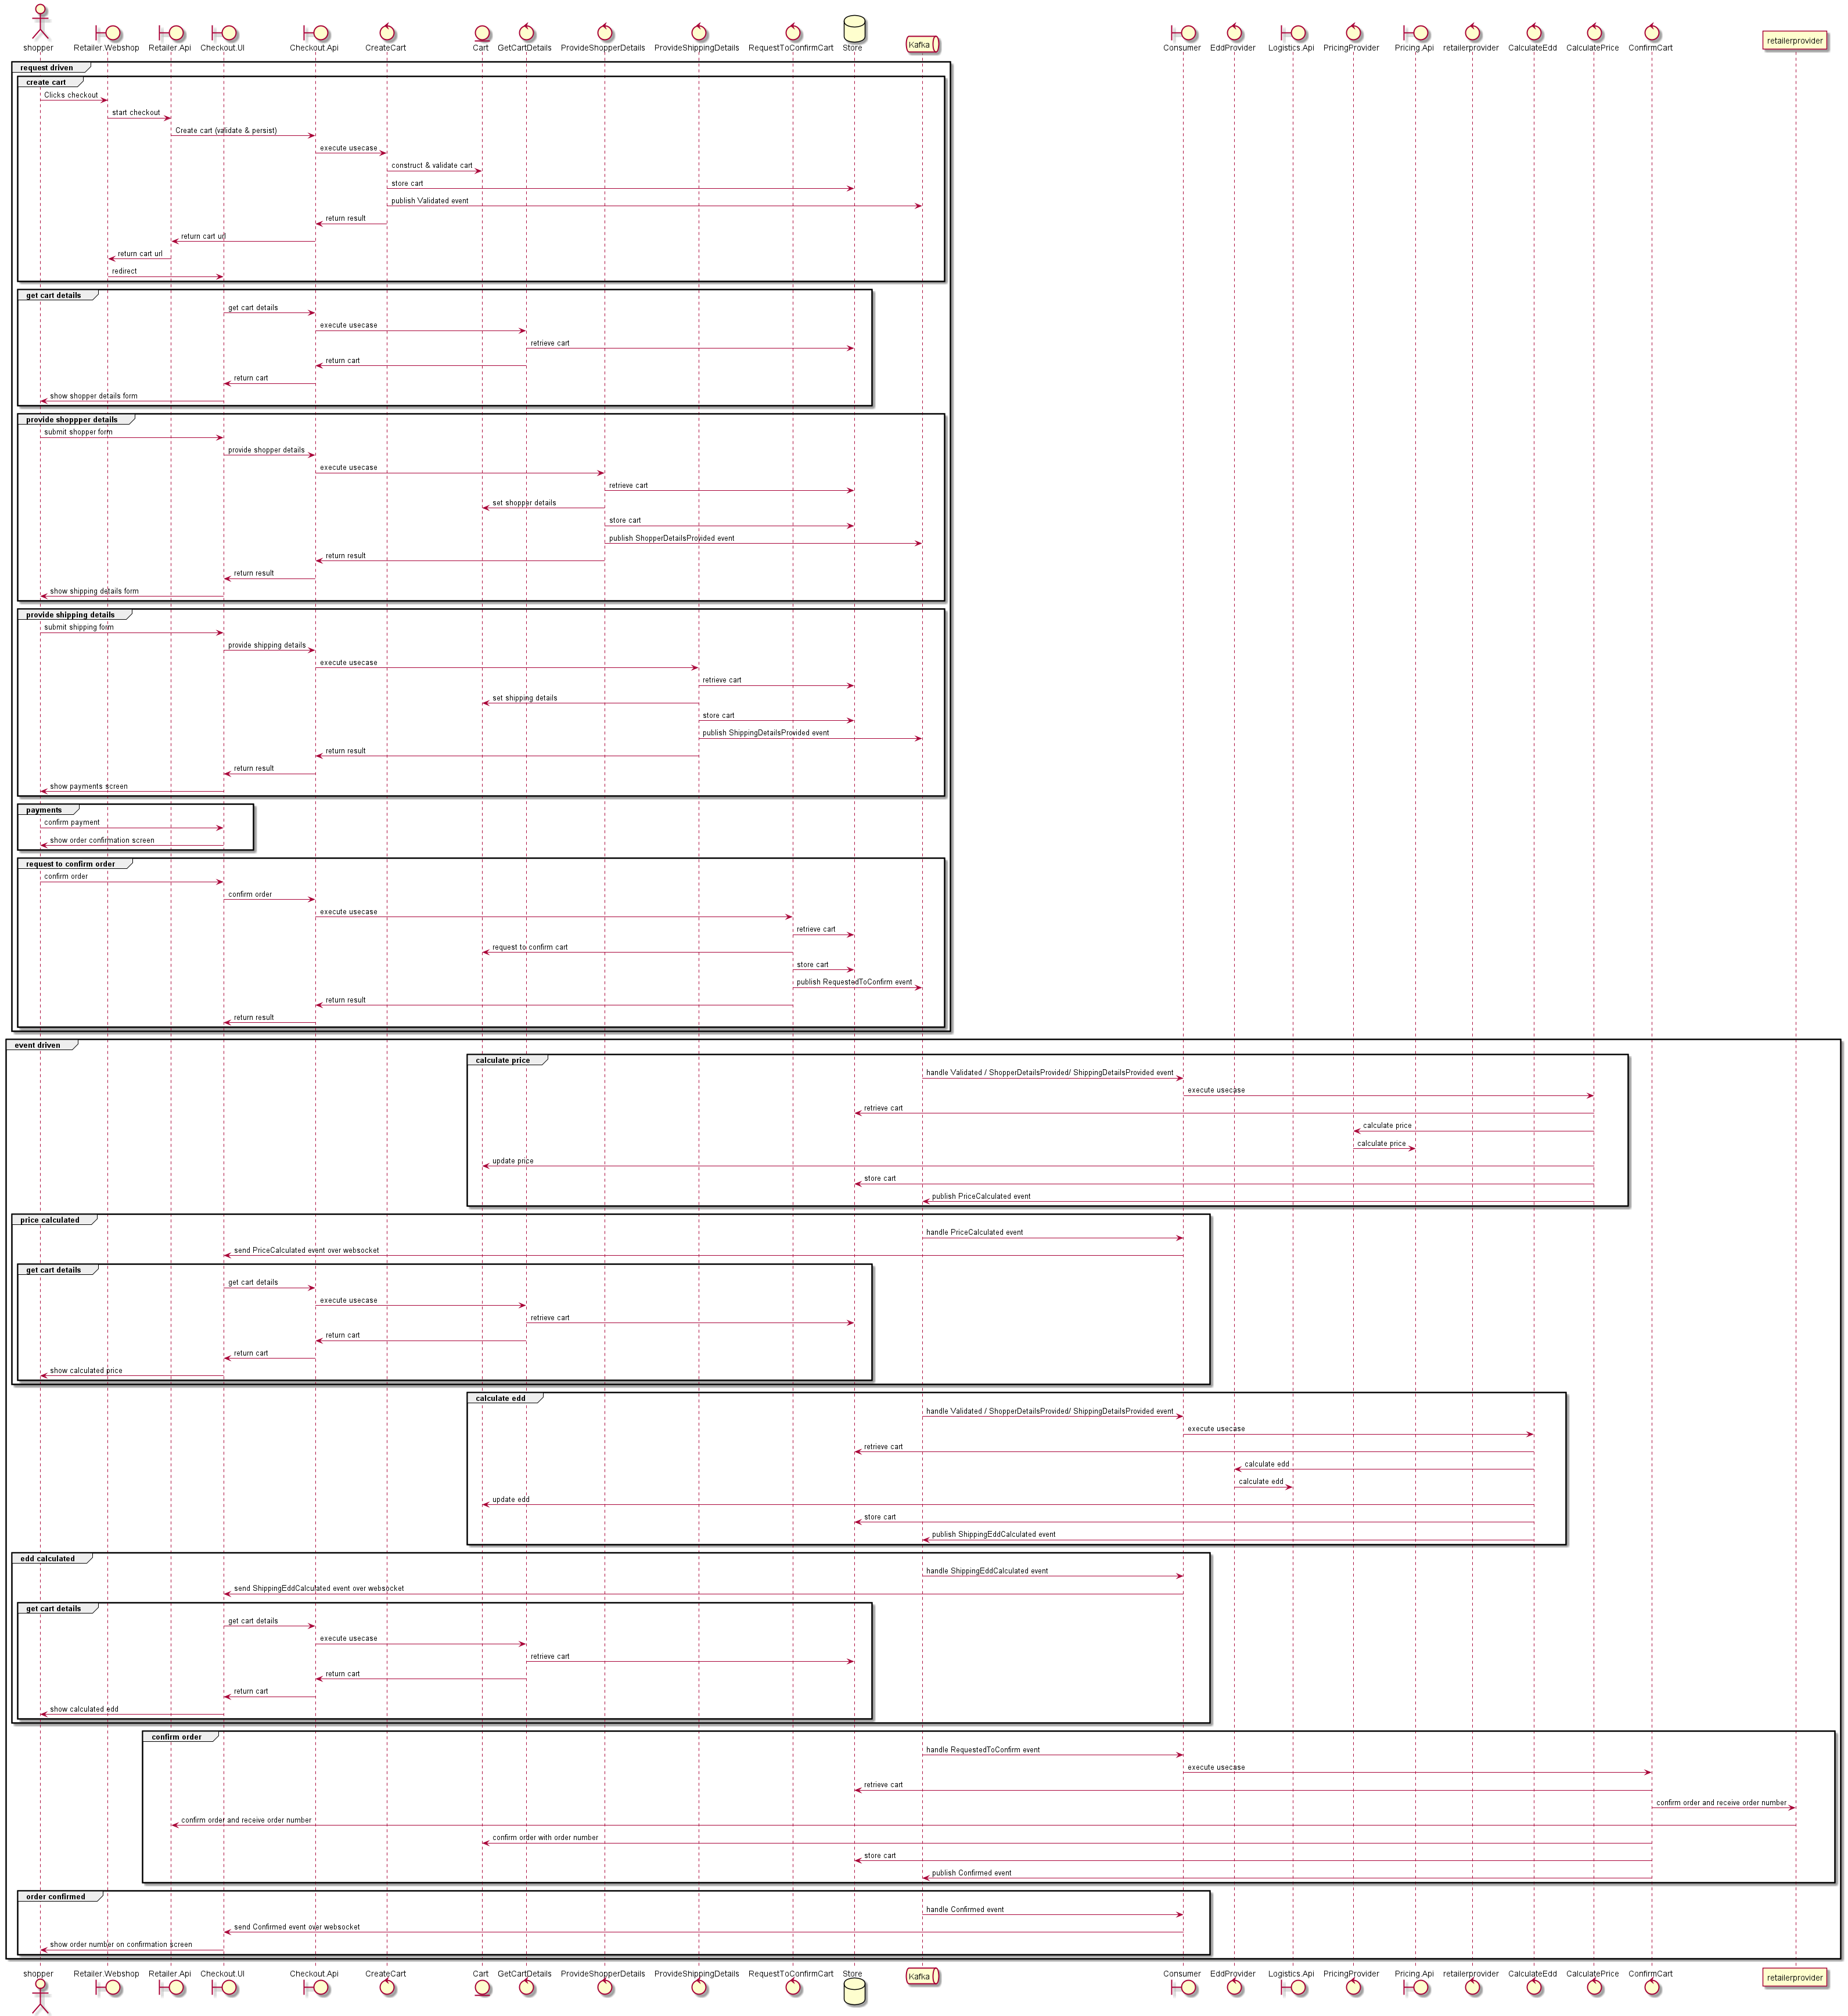 shopper
Retailer.Webshop
Retailer.Api
Checkout.UI
Checkout.Api
CreateCart
Cart
GetCartDetails
ProvideShopperDetails
ProvideShippingDetails
RequestToConfirmCart
Store
Kafka
Consumer
EddProvider
Logistics.Api
PricingProvider
Pricing.Api
retailerprovider
CalculateEdd
CalculatePrice
ConfirmCart
retailerprovider
request driven
create cart
Clicks checkout
start checkout
Create cart (validate & persist)
execute usecase
construct & validate cart
store cart
publish Validated event
return result
return cart url
return cart url
redirect
get cart details
get cart details
execute usecase
retrieve cart
return cart
return cart
show shopper details form
provide shoppper details
submit shopper form
provide shopper details
execute usecase
retrieve cart
set shopper details
store cart
publish ShopperDetailsProvided event
return result
return result
show shipping details form
provide shipping details
submit shipping form
provide shipping details
execute usecase
retrieve cart
set shipping details
store cart
publish ShippingDetailsProvided event
return result
return result
show payments screen
payments
confirm payment
show order confirmation screen
request to confirm order
confirm order
confirm order
execute usecase
retrieve cart
request to confirm cart
store cart
publish RequestedToConfirm event
return result
return result
event driven
calculate price
handle Validated / ShopperDetailsProvided/ ShippingDetailsProvided event
execute usecase
retrieve cart
calculate price
calculate price
update price
store cart
publish PriceCalculated event
price calculated
handle PriceCalculated event
send PriceCalculated event over websocket
get cart details
get cart details
execute usecase
retrieve cart
return cart
return cart
show calculated price
calculate edd
handle Validated / ShopperDetailsProvided/ ShippingDetailsProvided event
execute usecase
retrieve cart
calculate edd
calculate edd
update edd
store cart
publish ShippingEddCalculated event
edd calculated
handle ShippingEddCalculated event
send ShippingEddCalculated event over websocket
get cart details
get cart details
execute usecase
retrieve cart
return cart
return cart
show calculated edd
confirm order
handle RequestedToConfirm event
execute usecase
retrieve cart
confirm order and receive order number
confirm order and receive order number
confirm order with order number
store cart
publish Confirmed event
order confirmed
handle Confirmed event
send Confirmed event over websocket
show order number on confirmation screen
shopper
Retailer.Webshop
Retailer.Api
Checkout.UI
Checkout.Api
CreateCart
Cart
GetCartDetails
ProvideShopperDetails
ProvideShippingDetails
RequestToConfirmCart
Store
Kafka
Consumer
EddProvider
Logistics.Api
PricingProvider
Pricing.Api
retailerprovider
CalculateEdd
CalculatePrice
ConfirmCart
retailerprovider